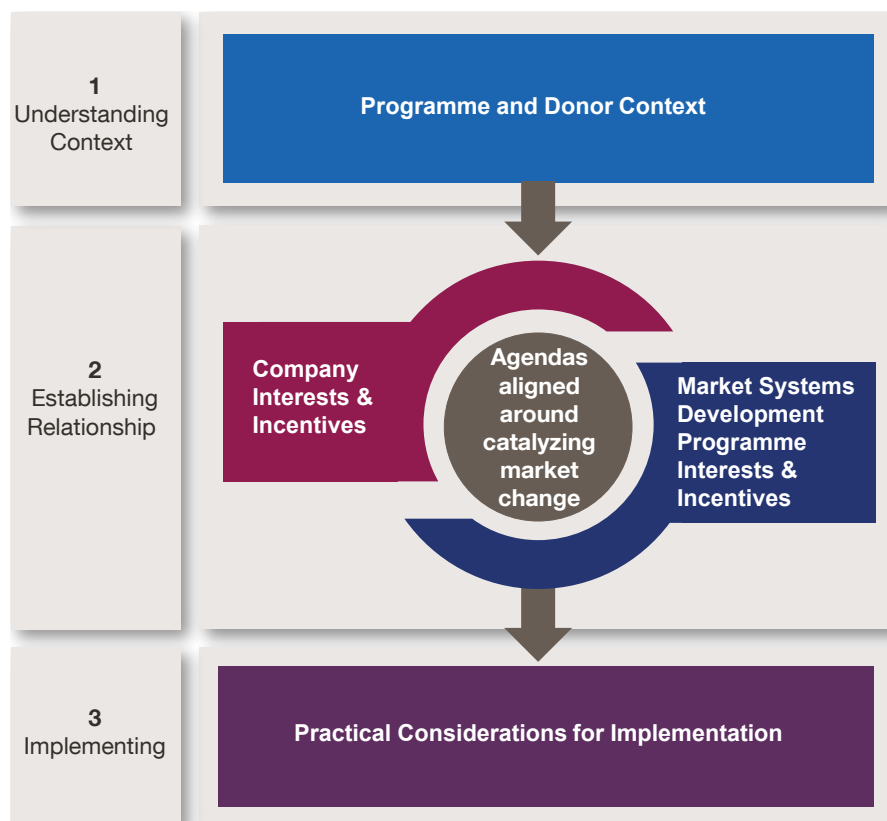 1
Understanding
Context
Programme and Donor Context
2
Establishing
Relationship
Company
Interests &
Incentives
Agendas
aligned
around
catalyzing
market
change
Market Systems
Development
Programme
Interests &
Incentives
3
Implementing
Practical Considerations for Implementation